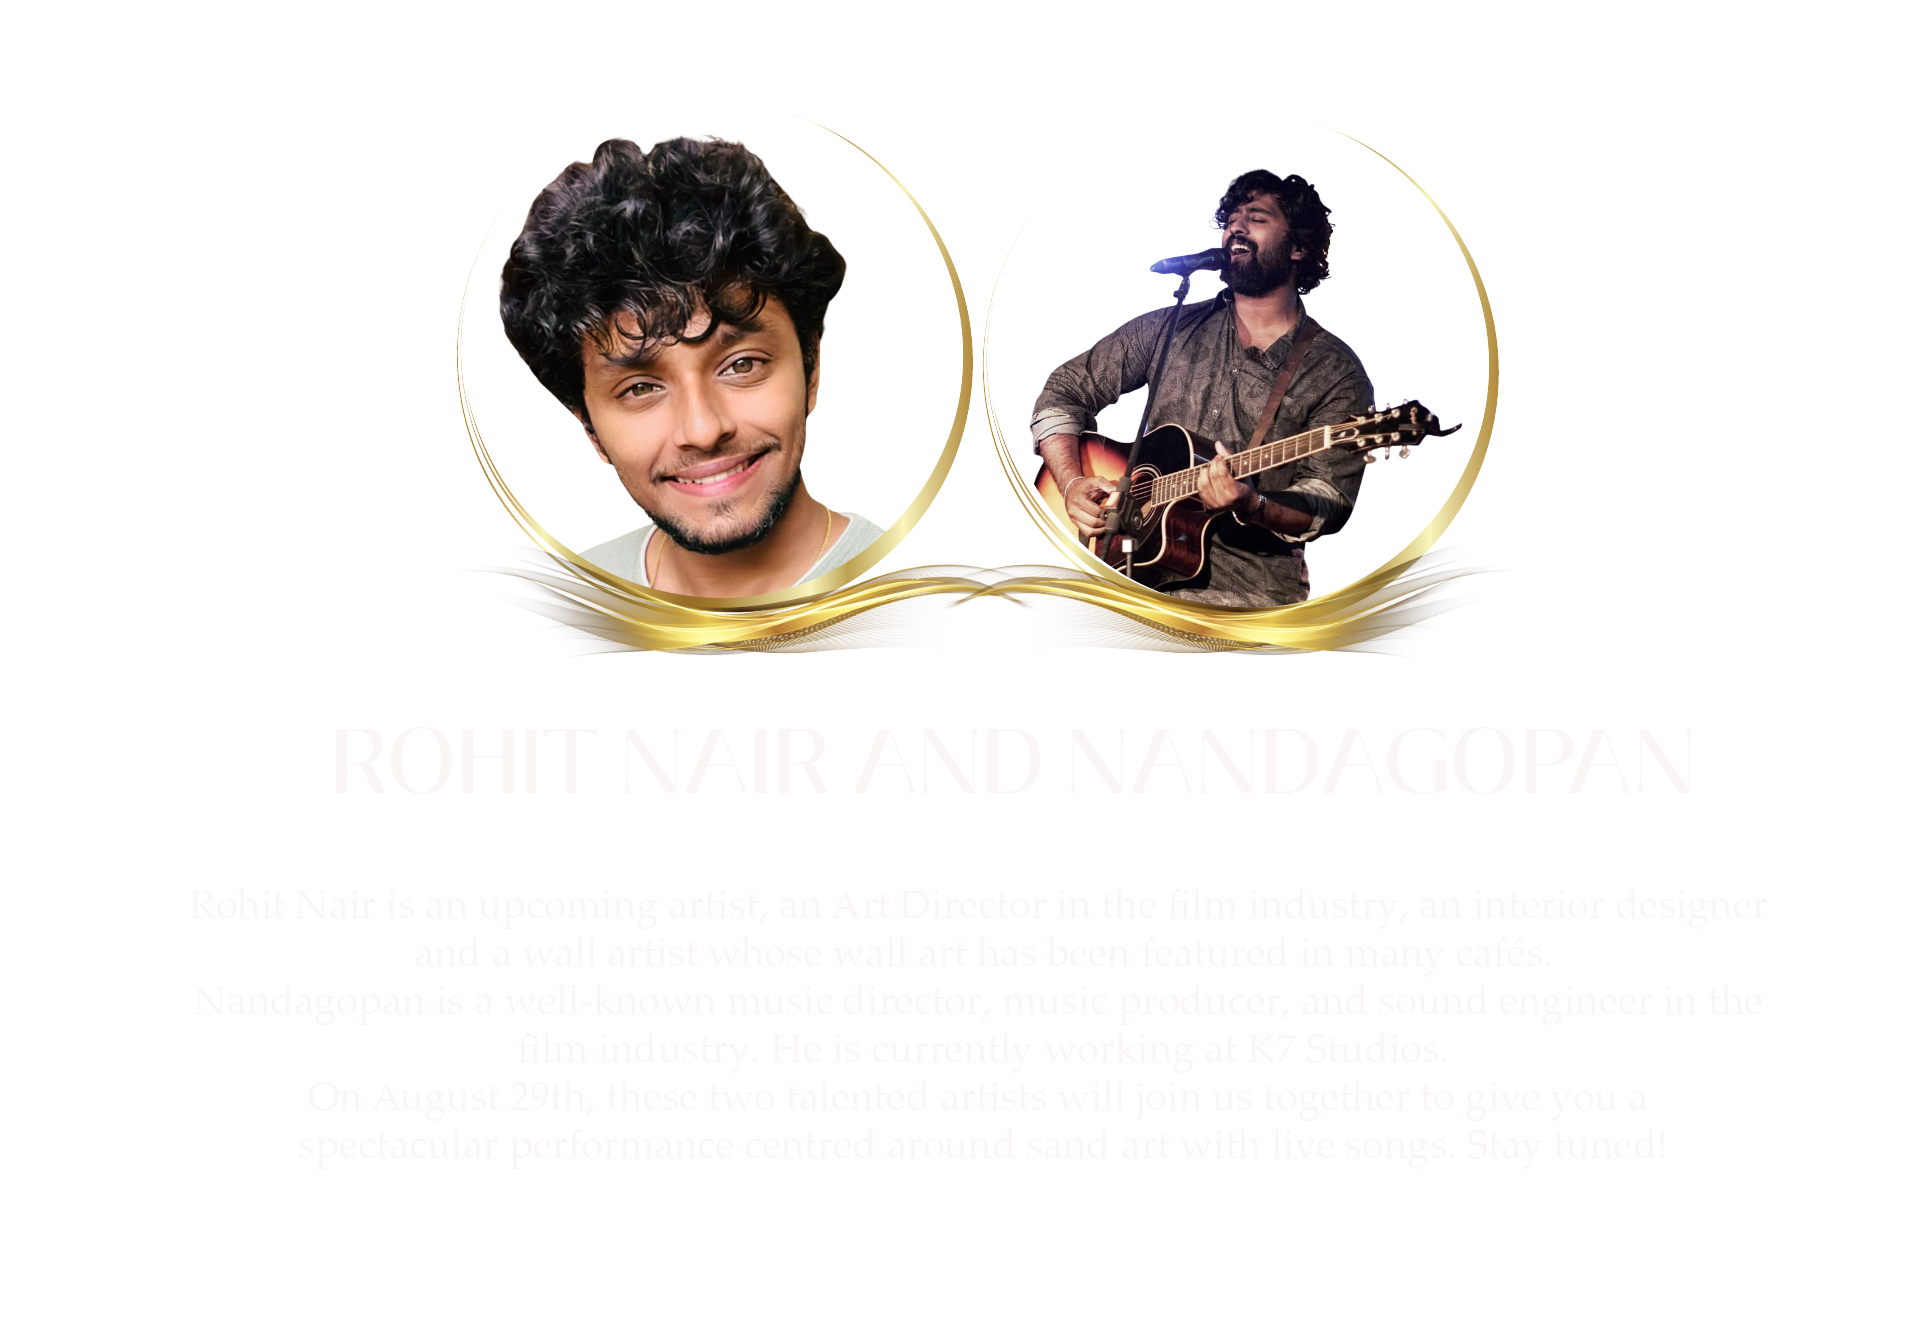 ROHIT NAIR AND NANDAGOPAN
Rohit Nair is an upcoming artist, an Art Director in the film industry, an interior designer
and a wall artist whose wall art has been featured in many cafés.
Nandagopan is a well-known music director, music producer, and sound engineer in the
film industry. He is currently working at K7 Studios.
On August 29th, these two talented artists will join us together to give you a
spectacular performance centred around sand art with live songs. Stay tuned!